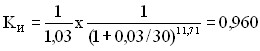 Kи = 1/1,03 x 1/(1+0,03/30)^11,71 = 0,960